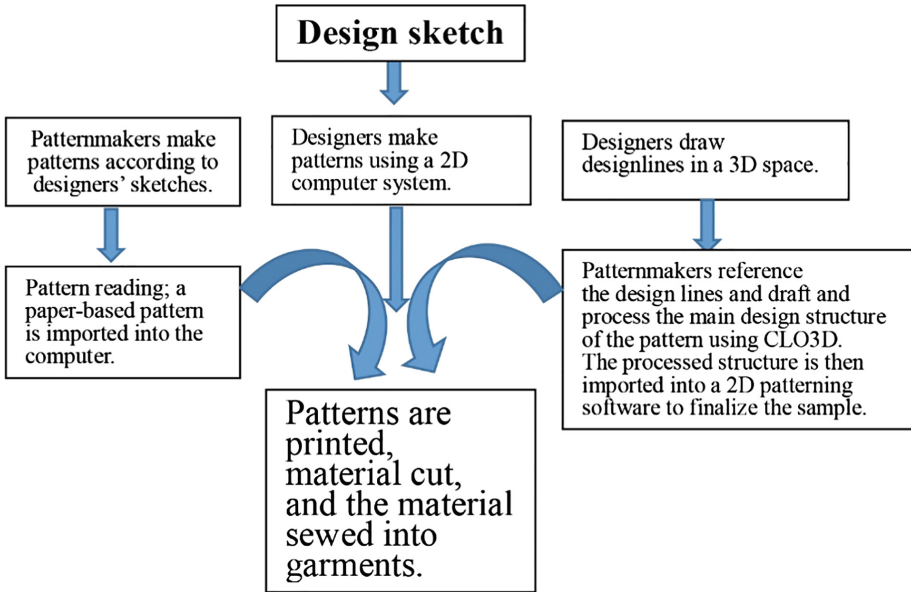 Design sketch
Patternmakers make
patterns according to
designers’ sketches.
Designers make
patterns using a 2D
computer system.
Designers draw
designlines in a 3D space.
Pattern reading; a
paper-based pattern
is imported into the
computer.
Patternmakers reference
the design lines and draft and
process the main design structure
of the pattern using CLO3D.
The processed structure is then
imported into a 2D patterning
software to finalize the sample.
Patterns are
printed,
material cut,
and the material
sewed into
garments.